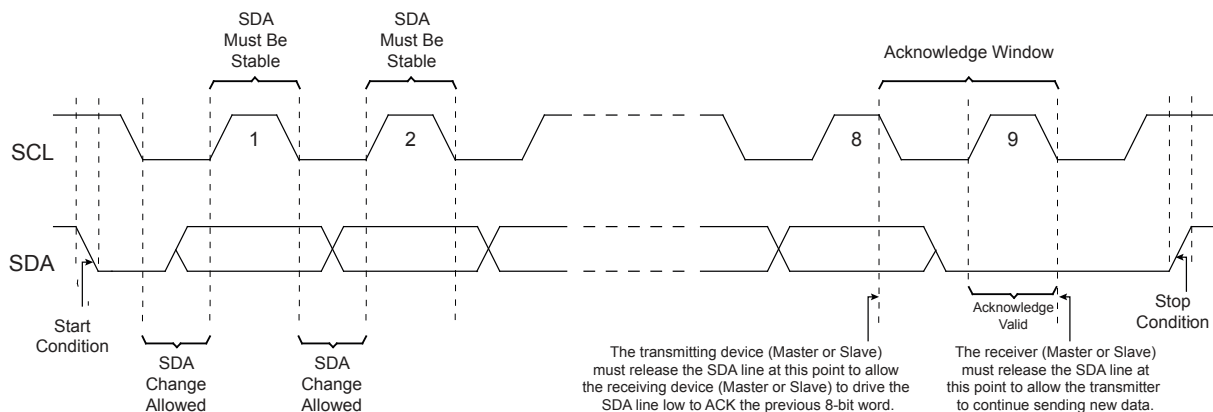 SDA
Must Be
Stable
SDA
Must Be
Stable
Acknowledge Window
SCL
1
2
8
9
SDA
Start
Condition
SDA
Change
Allowed
SDA
Change
Allowed
Acknowledge
Valid
Stop
Condition
The transmitting device (Master or Slave)
must release the SDA line at this point to allow
the receiving device (Master or Slave) to drive the
SDA line low to ACK the previous 8-bit word.
The receiver (Master or Slave)
must release the SDA line at
this point to allow the transmitter
to continue sending new data.